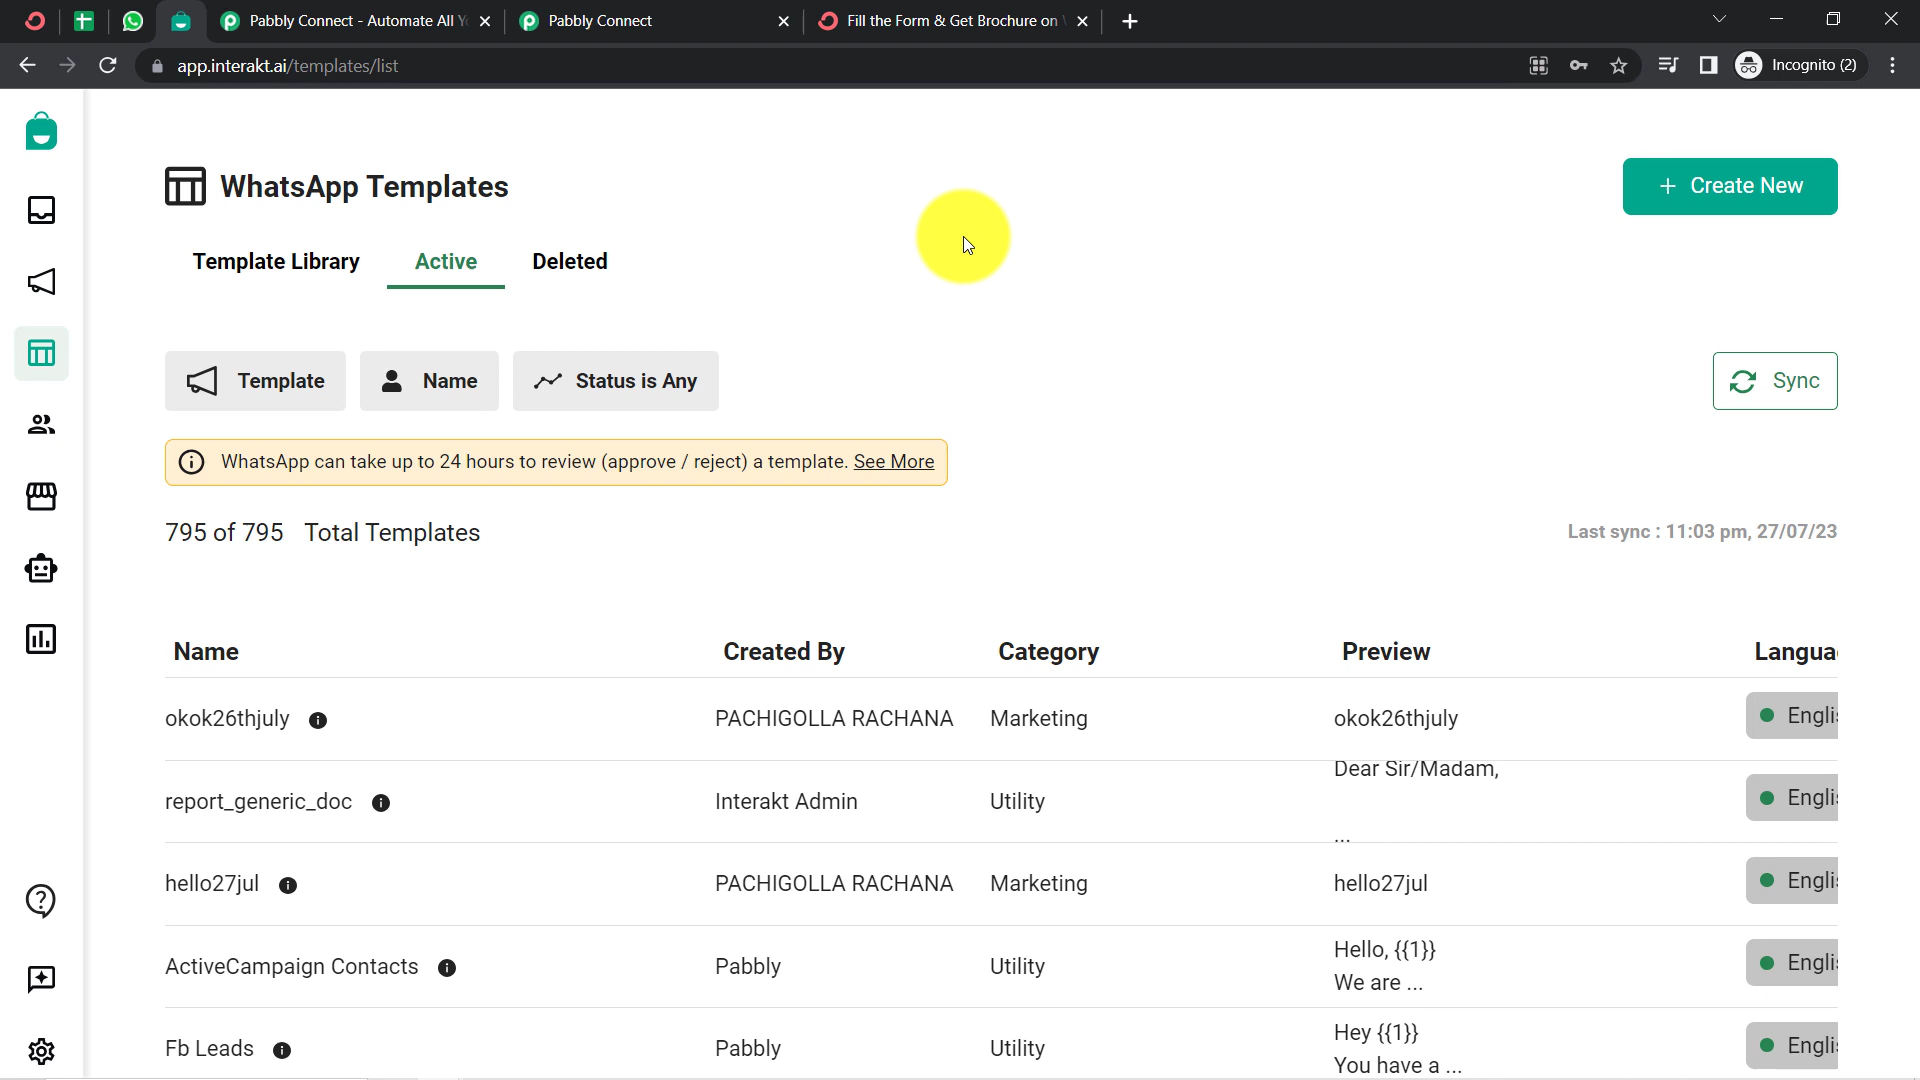 Pabbly Connect - Automate All Y
Pabbly Connect
Fill the Form & Get Brochure on
app.interakt.ai/templates/list
Incognito (2)
WhatsApp Templates
+ Create New
Template Library
Active
Deleted
Template
Name
Status is Any
Sync
WhatsApp can take up to 24 hours to review (approve / reject) a template. See More
795 of 795 Total Templates
Last sync : 11:03 pm, 27/07/23
Name
Created By
Category
Preview
Langua
okok26thjuly
PACHIGOLLA RACHANA
Marketing
okok26thjuly
Englis
report_generic_doc
Interakt Admin
Utility
Dear Sir/Madam,
...
Englis
hello27jul
PACHIGOLLA RACHANA
Marketing
hello27jul
Englis
ActiveCampaign Contacts
Pabbly
Utility
Hello, {{1}}
We are ...
Englis
Fb Leads
Pabbly
Utility
Hey {{1}}
You have a ...
Englis